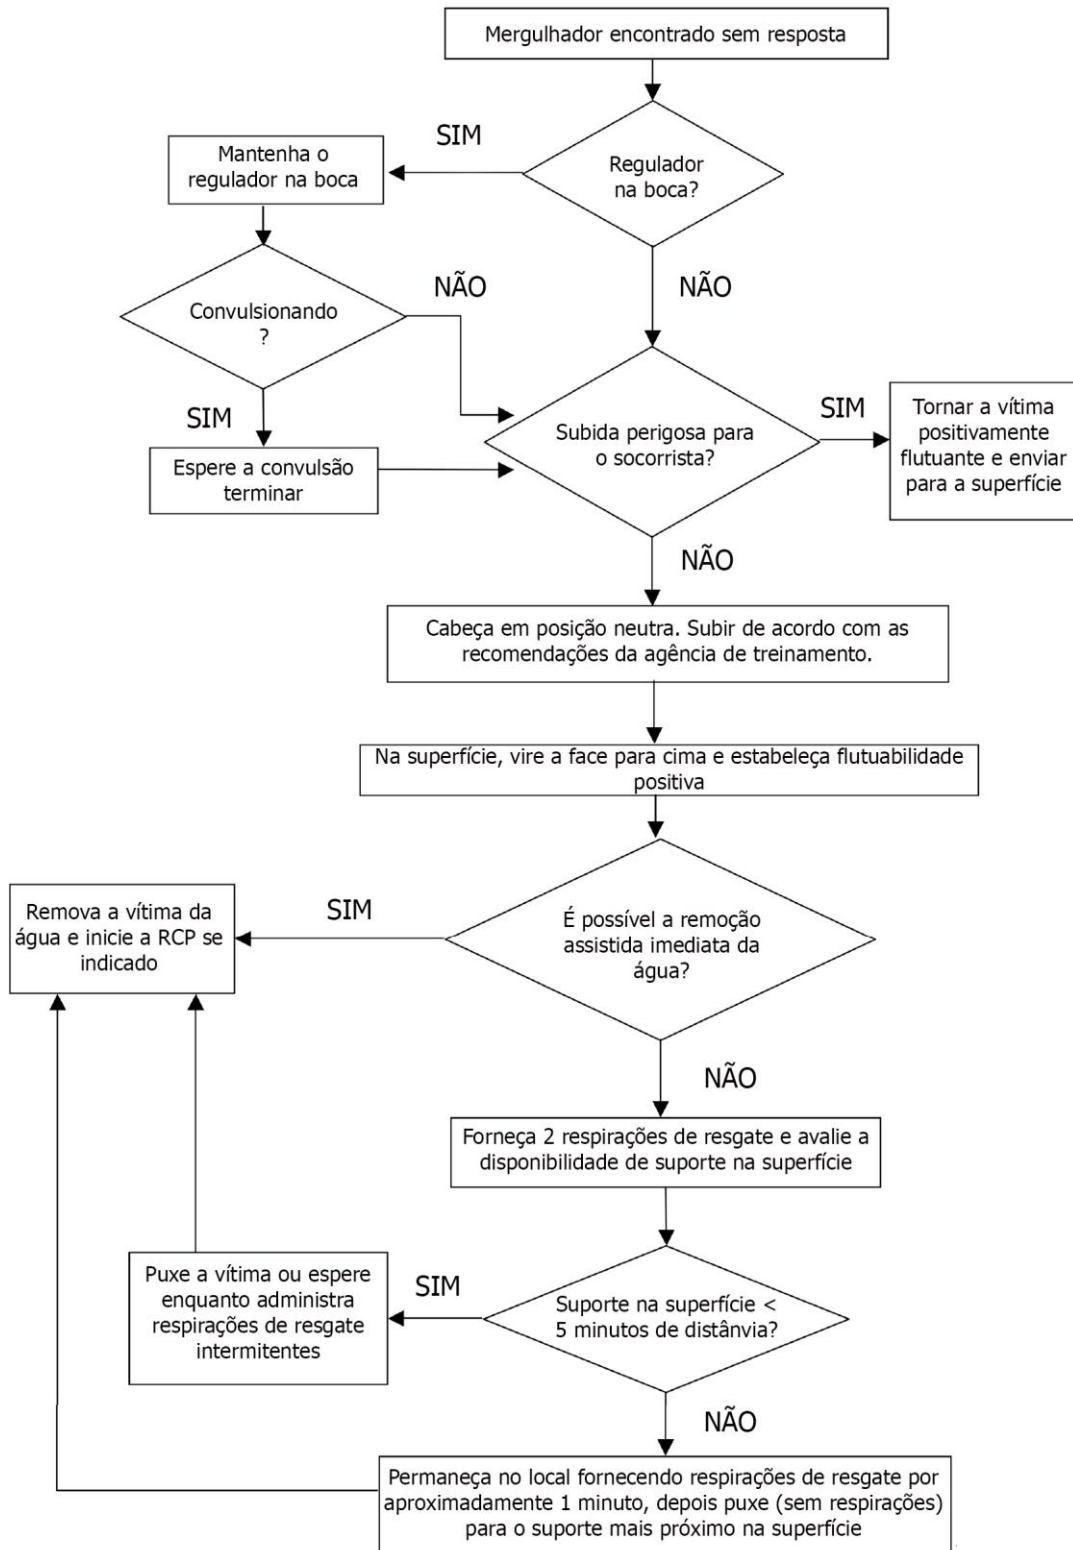 Mergulhador encontrado sem resposta
SIM
Mantenha o
regulador na boca
Regulador
na boca?
NÃO
NÃO
Convulsionando
?
SIM
Espere a convulsão
terminar
Subida perigosa para
o socorrista?
SIM
Tornar a vítima
positivamente
flutuante e enviar
para a superfície
NÃO
Cabeça em posição neutra. Subir de acordo com as
recomendações da agência de treinamento.
Na superfície, vire a face para cima e estabeleça flutuabilidade
positiva
Remova a vítima da
água e inicie a RCP se
indicado
SIM
É possível a remoção
assistida imediata da
água?
NÃO
Forneça 2 respirações de resgate e avalie a
disponibilidade de suporte na superfície
Puxe a vítima ou espere
enquanto administra
respirações de resgate
intermitentes
SIM
Suporte na superfície <
5 minutos de distânvia?
NÃO
Permaneça no local fornecendo respirações de resgate por
aproximadamente 1 minuto, depois puxe (sem respirações)
para o suporte mais próximo na superfície